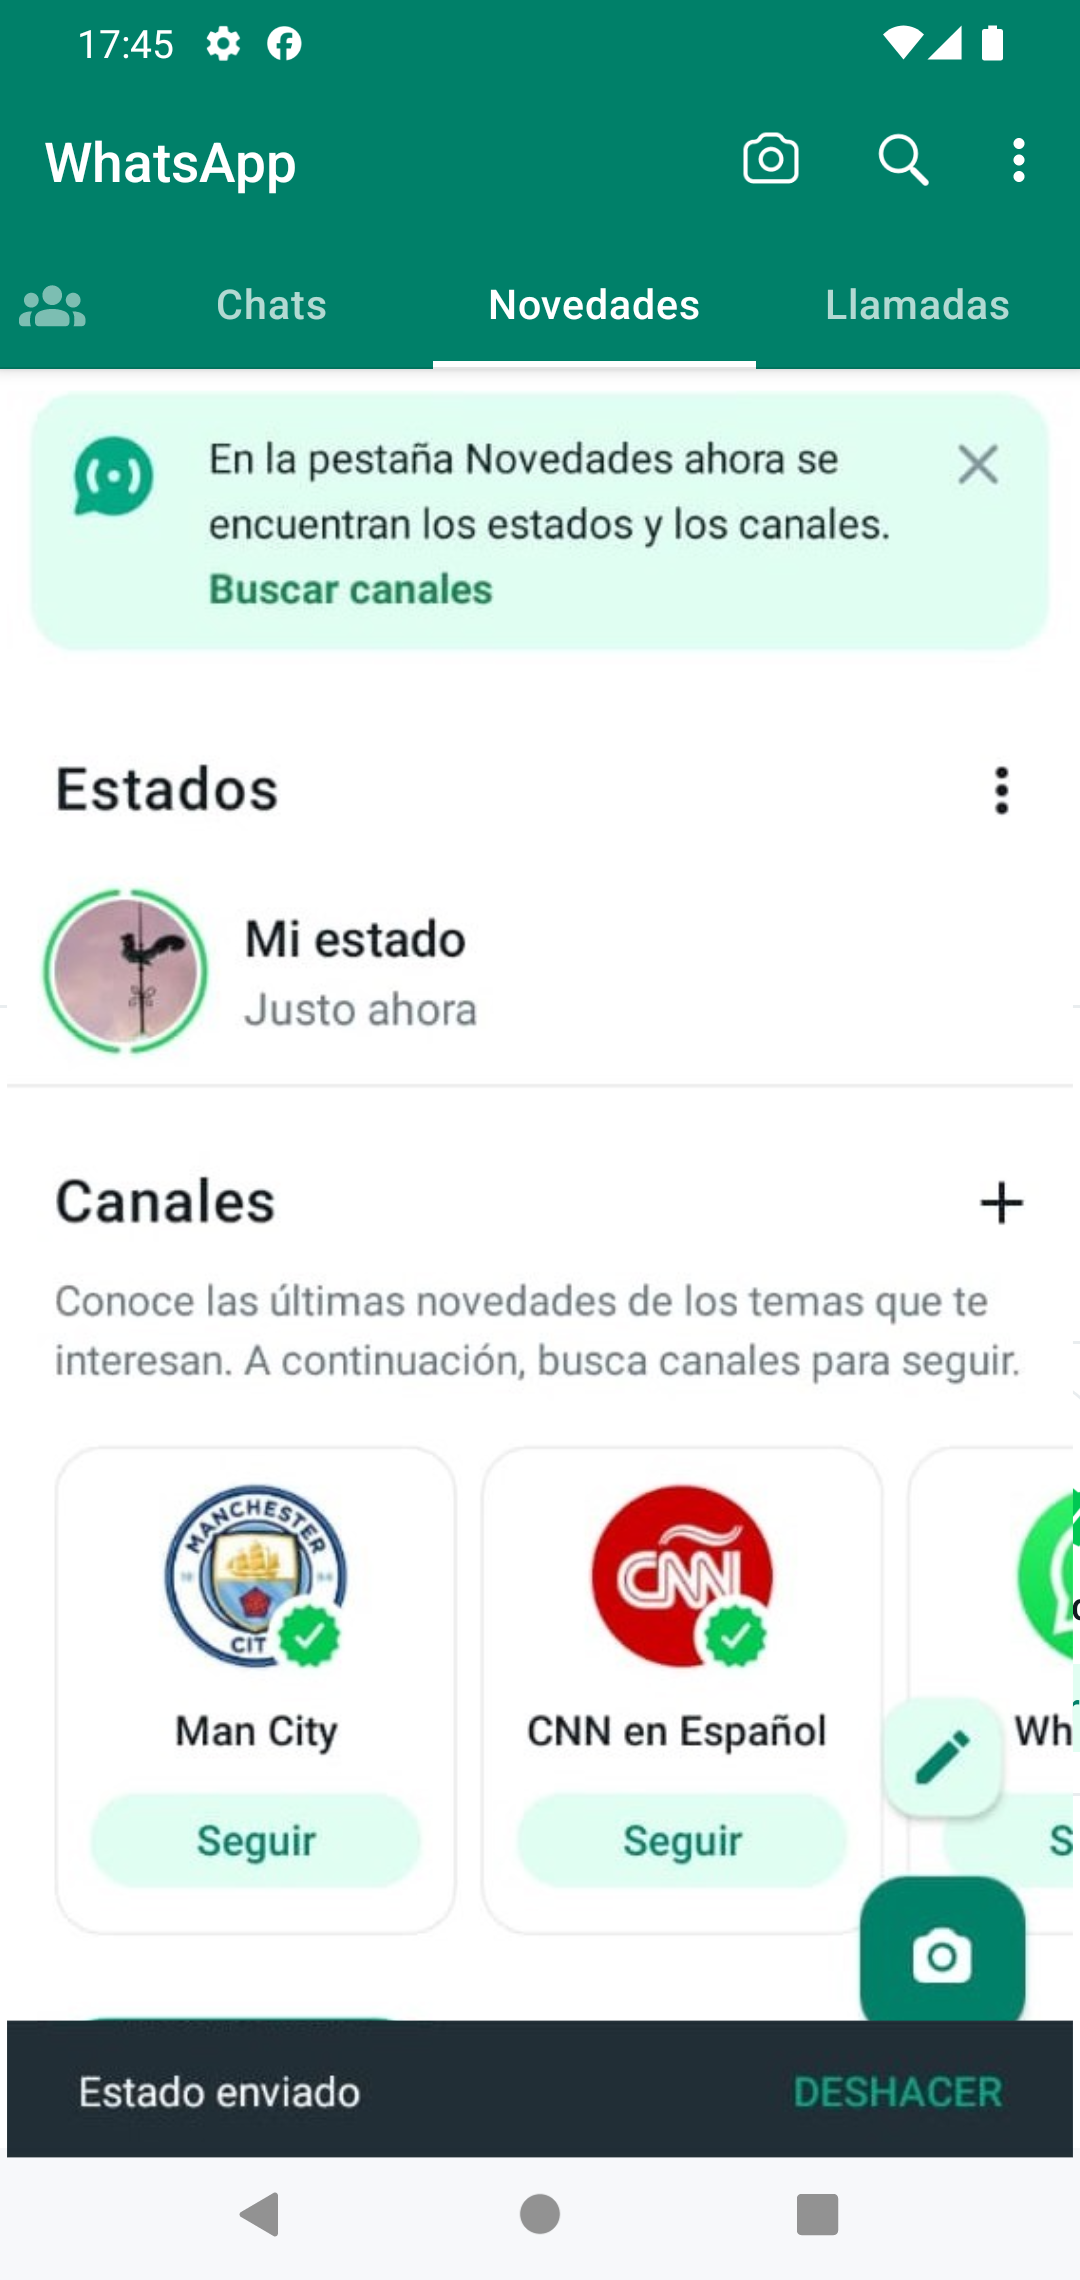 17:45
WhatsApp
Chats
Novedades
Llamadas
En la pestaña Novedades ahora se
encuentran los estados y los canales.
Buscar canales
Estados
Mi estado
Justo ahora
Canales
Conoce las últimas novedades de los temas que te
interesan. A continuación, busca canales para seguir.
MANCHESTER
CIT
CNN
Man City
CNN en Español
Wh
Seguir
Seguir
S
Estado enviado
DESHACER